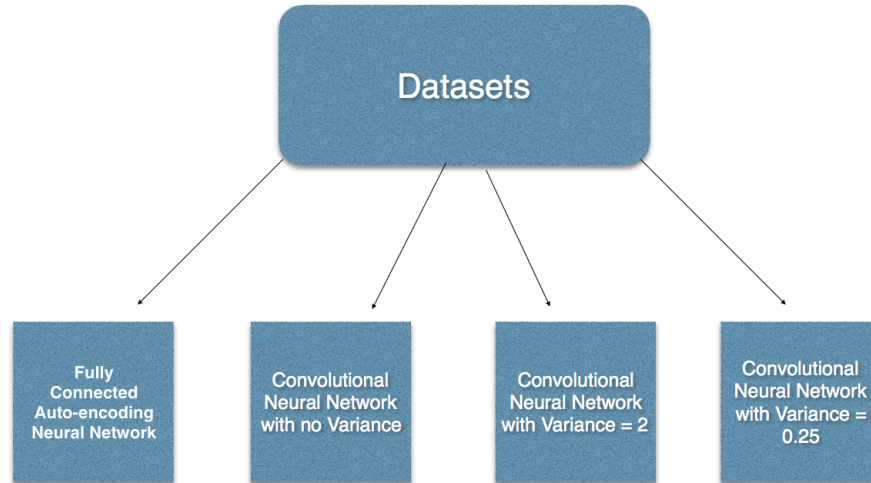 Datasets
Fully
Connected
Auto-encoding
Neural Network
Convolutional
Neural Network
with no Variance
Convolutional
Neural Network
with Variance = 2
Convolutional
Neural Network
with Variance =
0.25